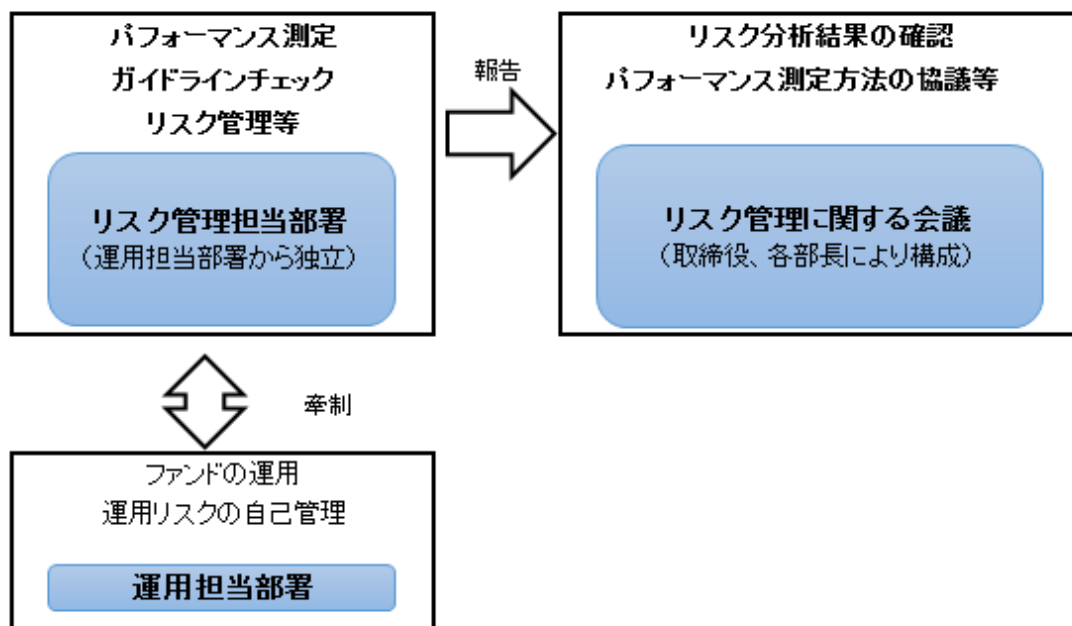 パフォーマンス測定
ガイドラインチェック
リスク管理等
リスク管理担当部署
（運用担当部署から独立）
報告
リスク分析結果の確認
パフォーマンス測定方法の協議等
リスク管理に関する会議
（取締役、各部長により構成）
牽制
ファンドの運用
運用リスクの自己管理
運用担当部署